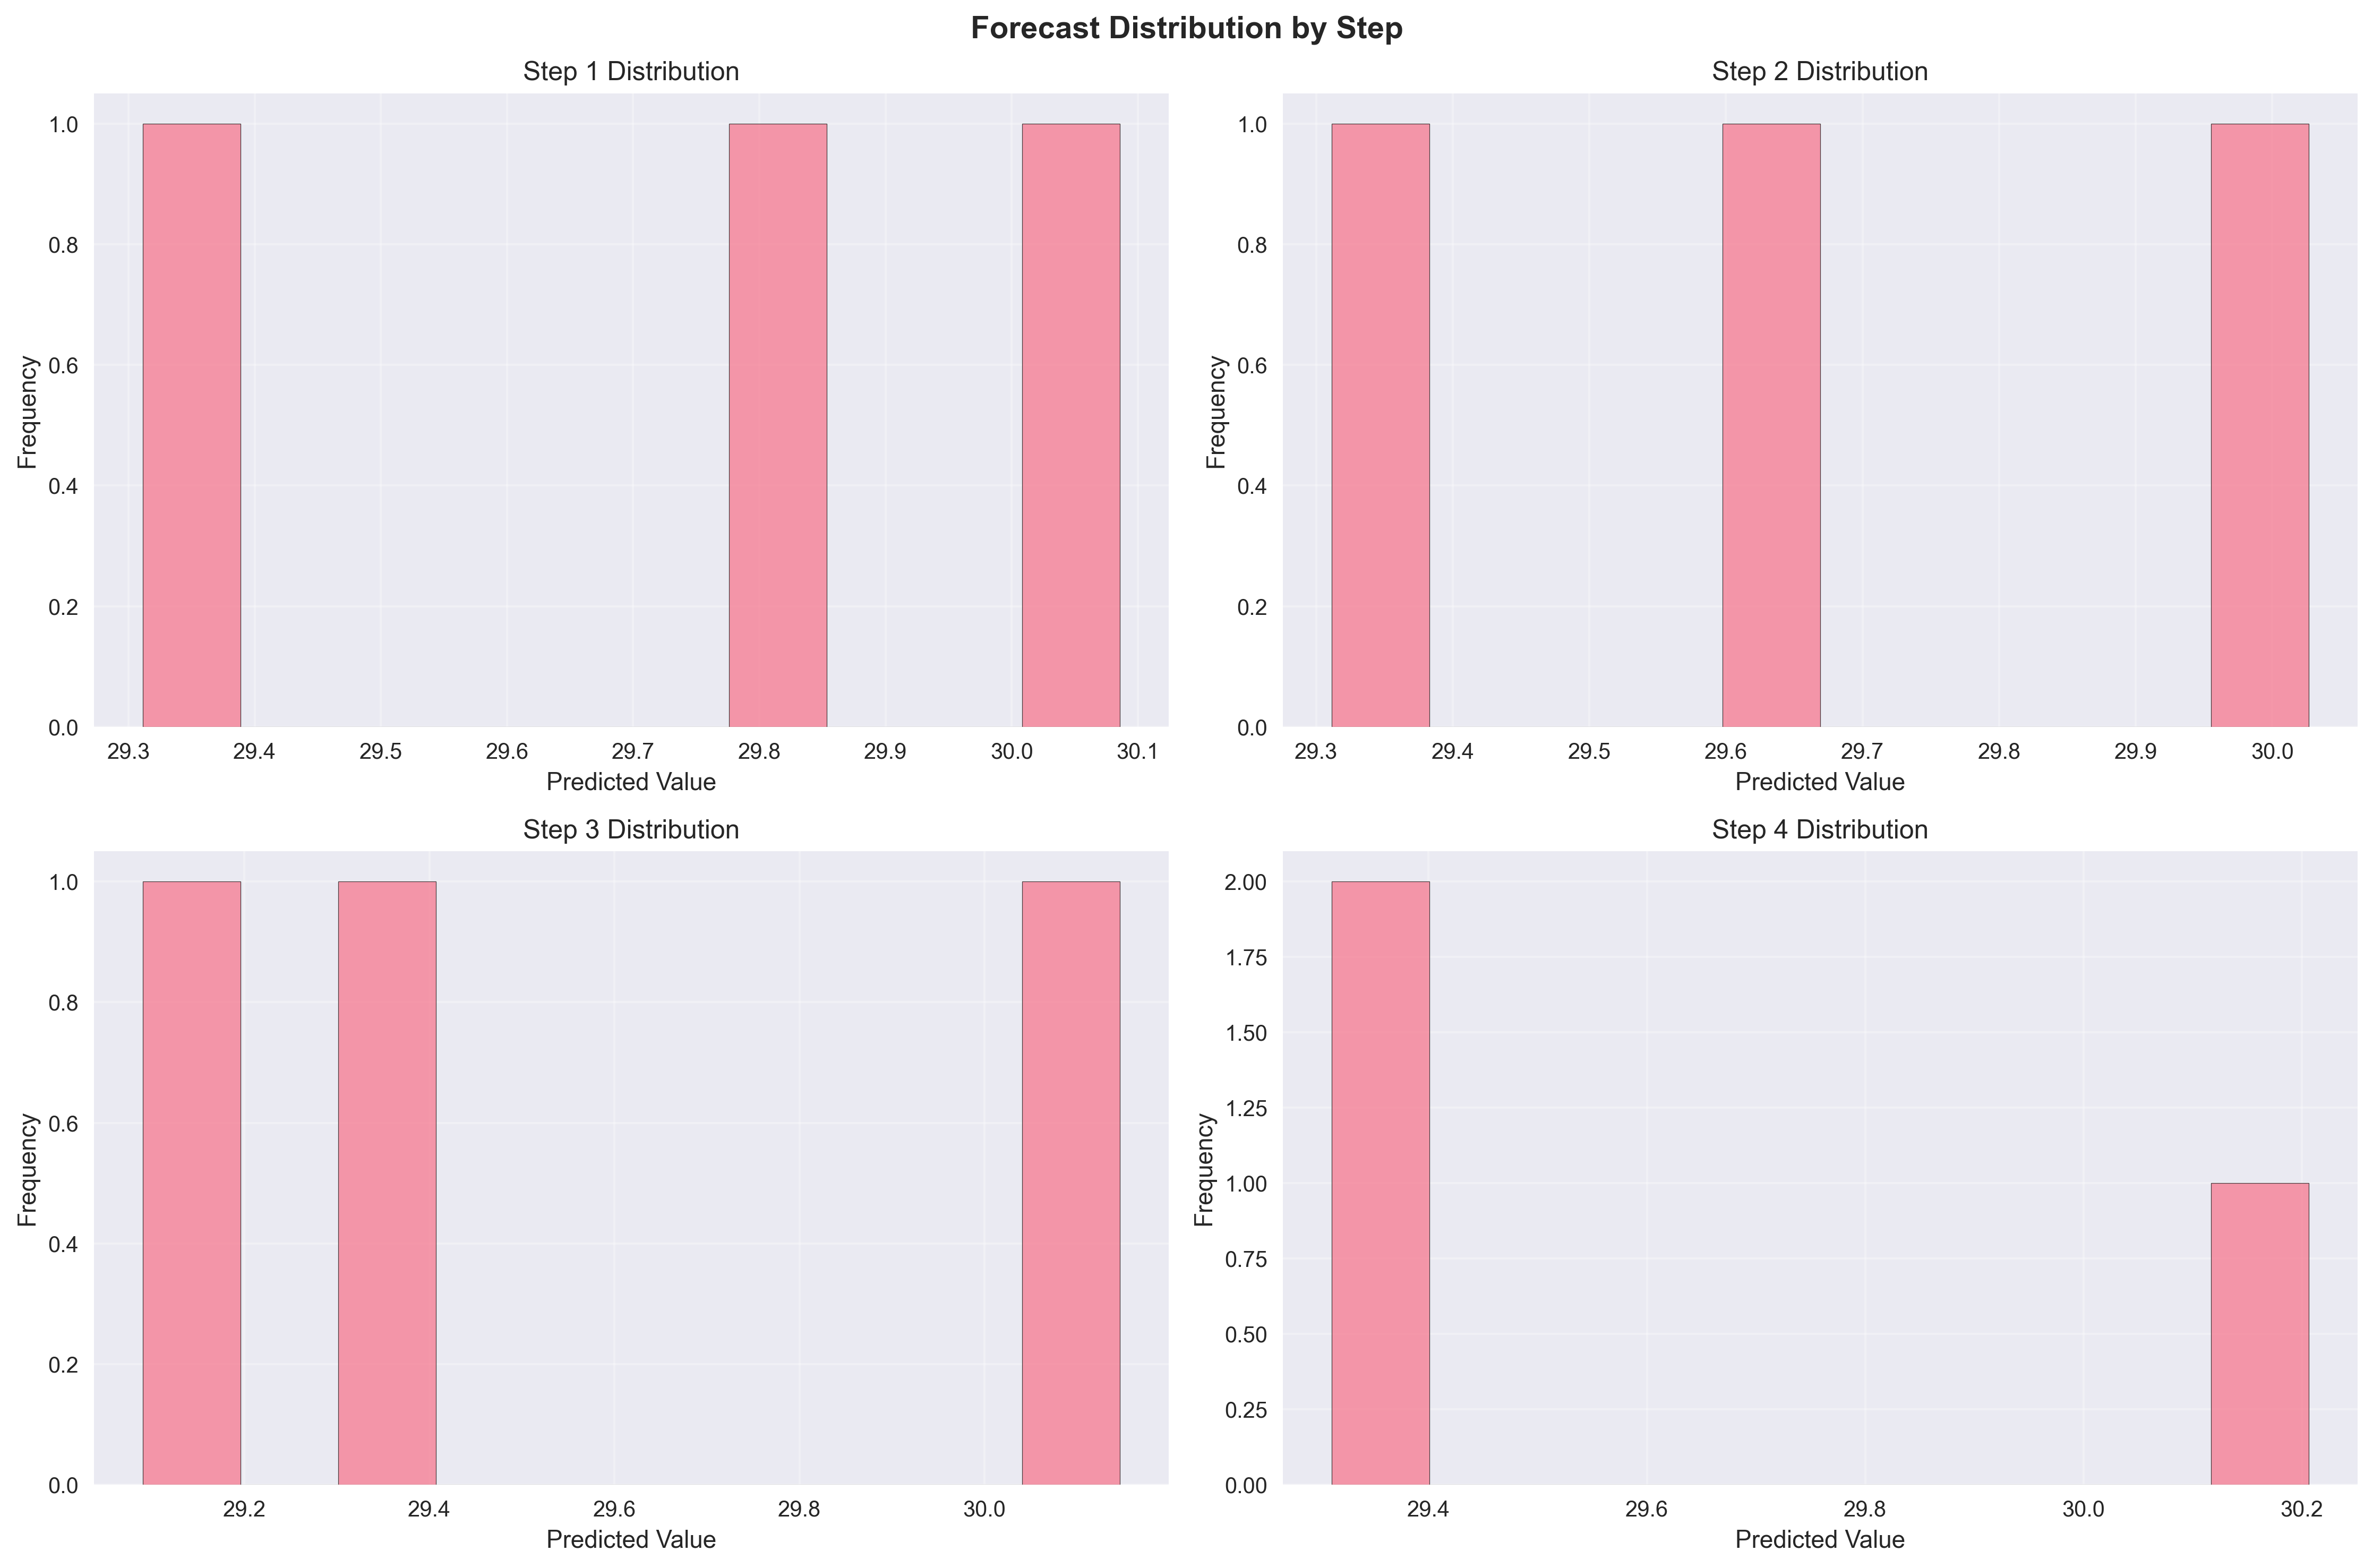 Forecast Distribution by Step
Step 1 Distribution
1.0
0.8
0.6
0.4
0.2
0.0
Frequency
29.3 29.4 29.5 29.6 29.7 29.8 29.9 30.0 30.1
Predicted Value
Step 2 Distribution
1.0
0.8
0.6
0.4
0.2
0.0
Frequency
29.3 29.4 29.5 29.6 29.7 29.8 29.9 30.0
Predicted Value
Step 3 Distribution
1.0
0.8
0.6
0.4
0.2
0.0
Frequency
29.2 29.4 29.6 29.8 30.0
Predicted Value
Step 4 Distribution
2.00
1.75
1.50
1.25
1.00
0.75
0.50
0.25
0.00
Frequency
29.4 29.6 29.8 30.0 30.2
Predicted Value